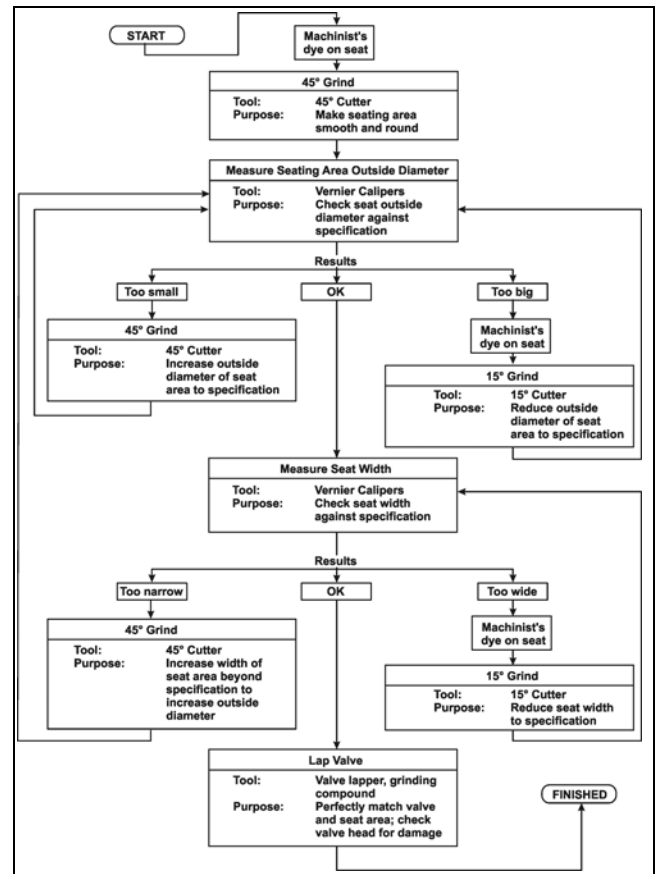 START
Machinist's
dye on seat
45° Grind
Tool: 45° Cutter
Purpose: Make seating area
smooth and round
Measure Seating Area Outside Diameter
Tool: Vernier Calipers
Purpose: Check seat outside
diameter against
specification
Results
Too small
OK
Too big
45° Grind
Tool: 45° Cutter
Purpose: Increase outside
diameter of seat
area to specification
Machinist's
dye on seat
15° Grind
Tool: 15° Cutter
Purpose: Reduce outside
diameter of seat
area to specification
Measure Seat Width
Tool: Vernier Calipers
Purpose: Check seat width
against specification
Results
Too narrow
OK
Too wide
45° Grind
Tool: 45° Cutter
Purpose: Increase width of
seat area beyond
specification to
increase outside
diameter
Machinist's
dye on seat
15° Grind
Tool: 15° Cutter
Purpose: Reduce seat width
to specification
Lap Valve
Tool: Valve lapper, grinding
compound
Purpose: Perfectly match valve
and seat area; check
valve head for damage
FINISHED